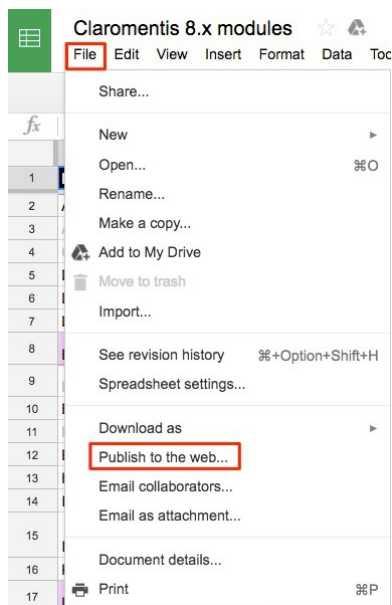 Claromentis 8.x modules
File Edit View Insert Format Data
Share...
fx
New
Open... ⌘O
Rename...
Make a copy...
Add to My Drive
Move to trash
Import...
See revision history ⌘+Option+Shift+H
Spreadsheet settings...
Download as
Publish to the web...
Email collaborators...
Email as attachment...
Document details...
Print ⌘P
1
2
3
4
5
6
7
8
9
10
11
12
13
14
15
16
17